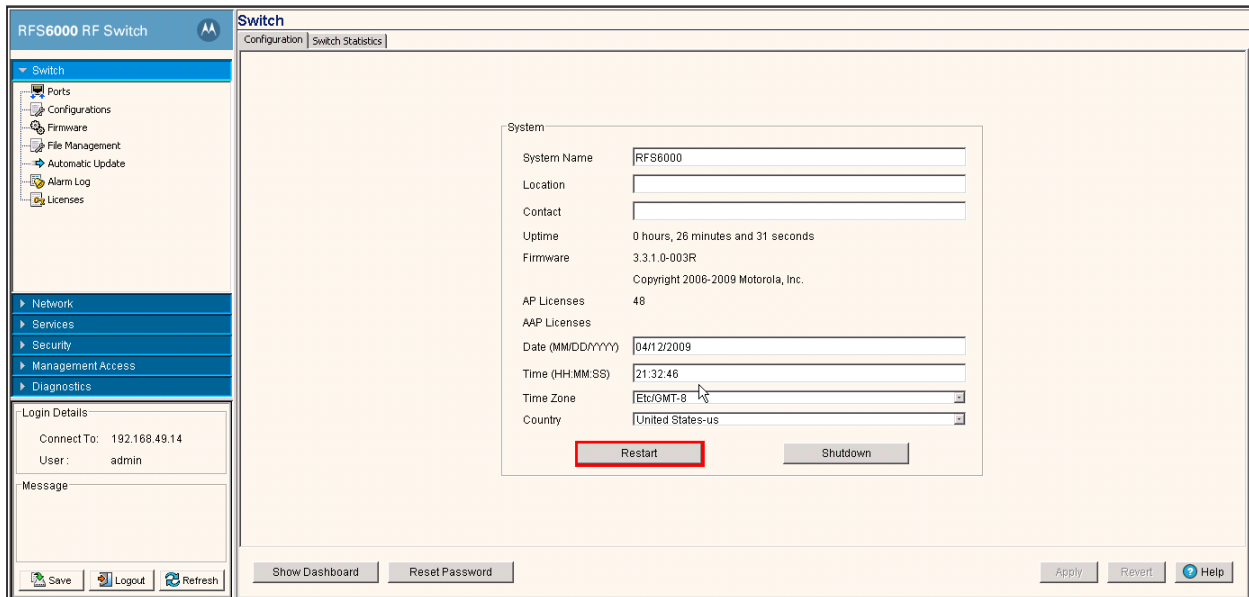 RFS6000 RF Switch
Switch
Ports
Configurations
Firmware
File Management
Automatic Update
Alarm Log
Licenses
Network
Services
Security
Management Access
Diagnostics
Login Details
Connect To: 192.168.49.14
User : admin
Message
Save Logout Refresh
Switch
Configuration Switch Statistics
System
System Name RFS6000
Location
Contact
Uptime 0 hours, 26 minutes and 31 seconds
Firmware 3.3.1.0-003R
Copyright 2006-2009 Motorola, Inc.
AP Licenses 48
AAP Licenses
Date (MM/DD/YYYY) 04/12/2009
Time (HH:MM:SS) 21:32:46
Time Zone Etc/GMT-8
Country United States-us
Restart Shutdown
Show Dashboard Reset Password Apply Revert Help